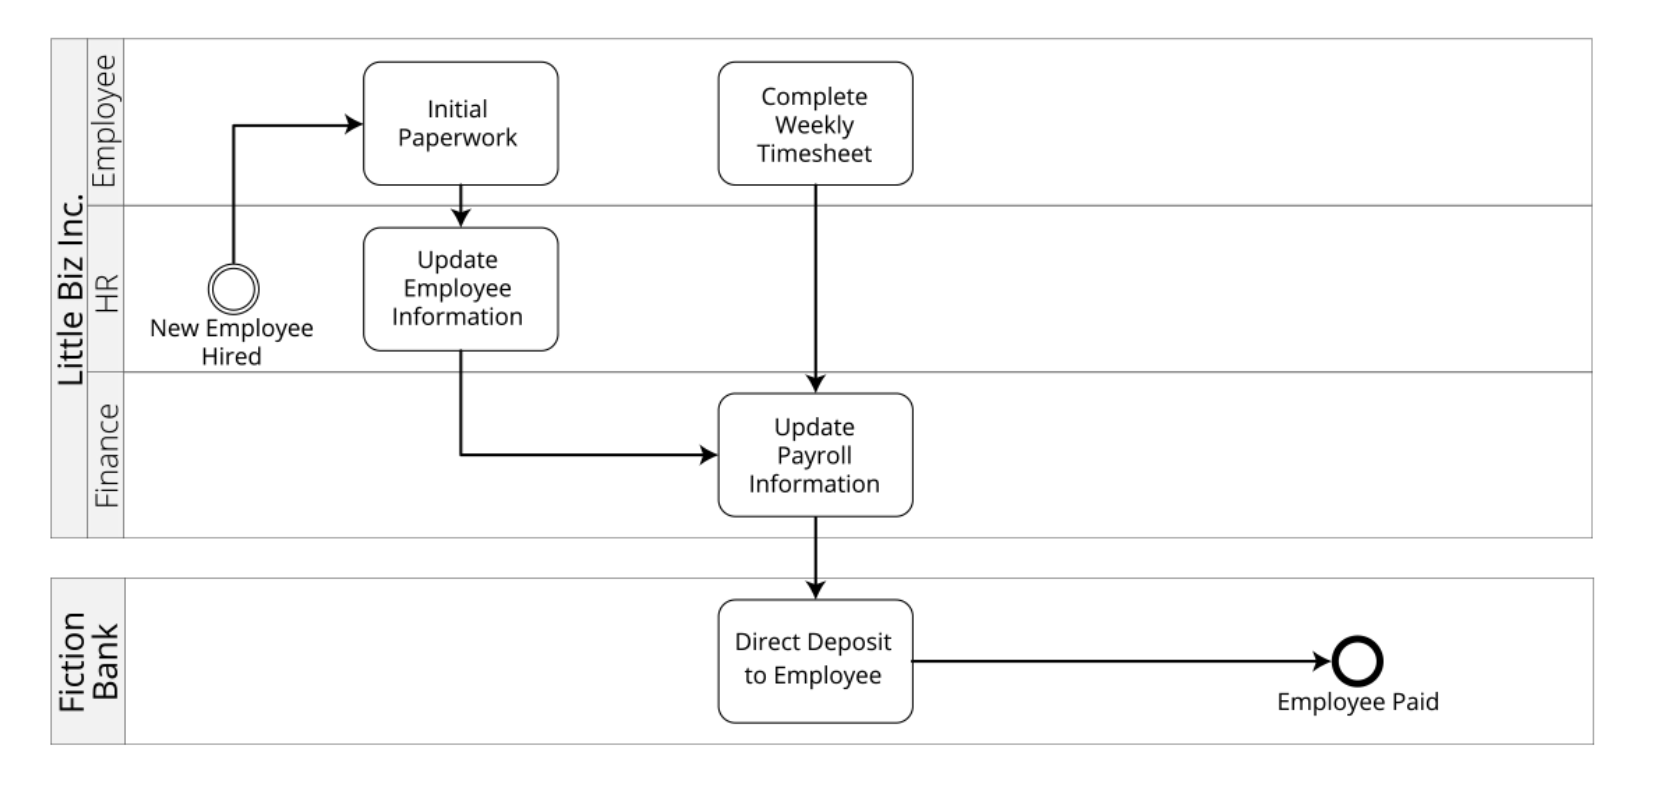 Little Biz Inc.
Employee
HR
Finance
Initial
Paperwork
Complete
Weekly
Timesheet
New Employee
Hired
Update
Employee
Information
Update
Payroll
Information
Fiction
Bank
Direct Deposit
to Employee
Employee Paid